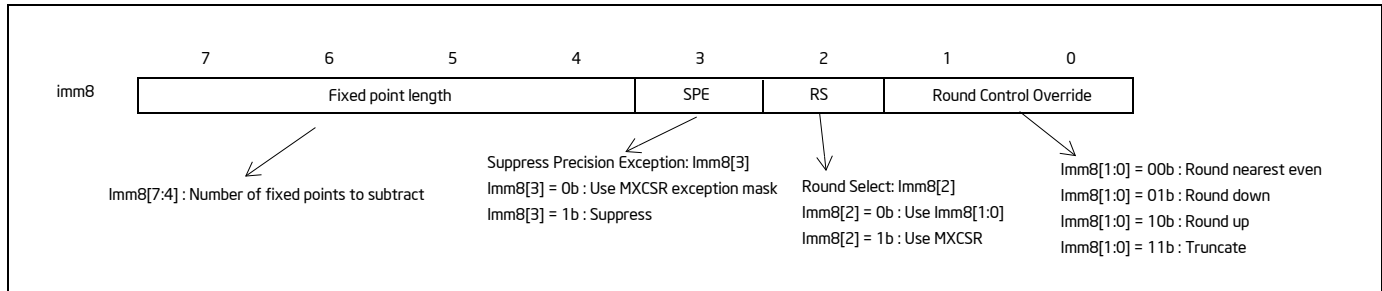 7 6 5 4 3 2 1 0
imm8 Fixed point length SPE RS Round Control Override
Imm8[7:4] : Number of fixed points to subtract
Suppress Precision Exception: Imm8[3]
Imm8[3] = 0b : Use MXCSR exception mask
Imm8[3] = 1b : Suppress
Round Select: Imm8[2]
Imm8[2] = 0b : Use Imm8[1:0]
Imm8[2] = 1b : Use MXCSR
Imm8[1:0] = 00b : Round nearest even
Imm8[1:0] = 01b : Round down
Imm8[1:0] = 10b : Round up
Imm8[1:0] = 11b : Truncate